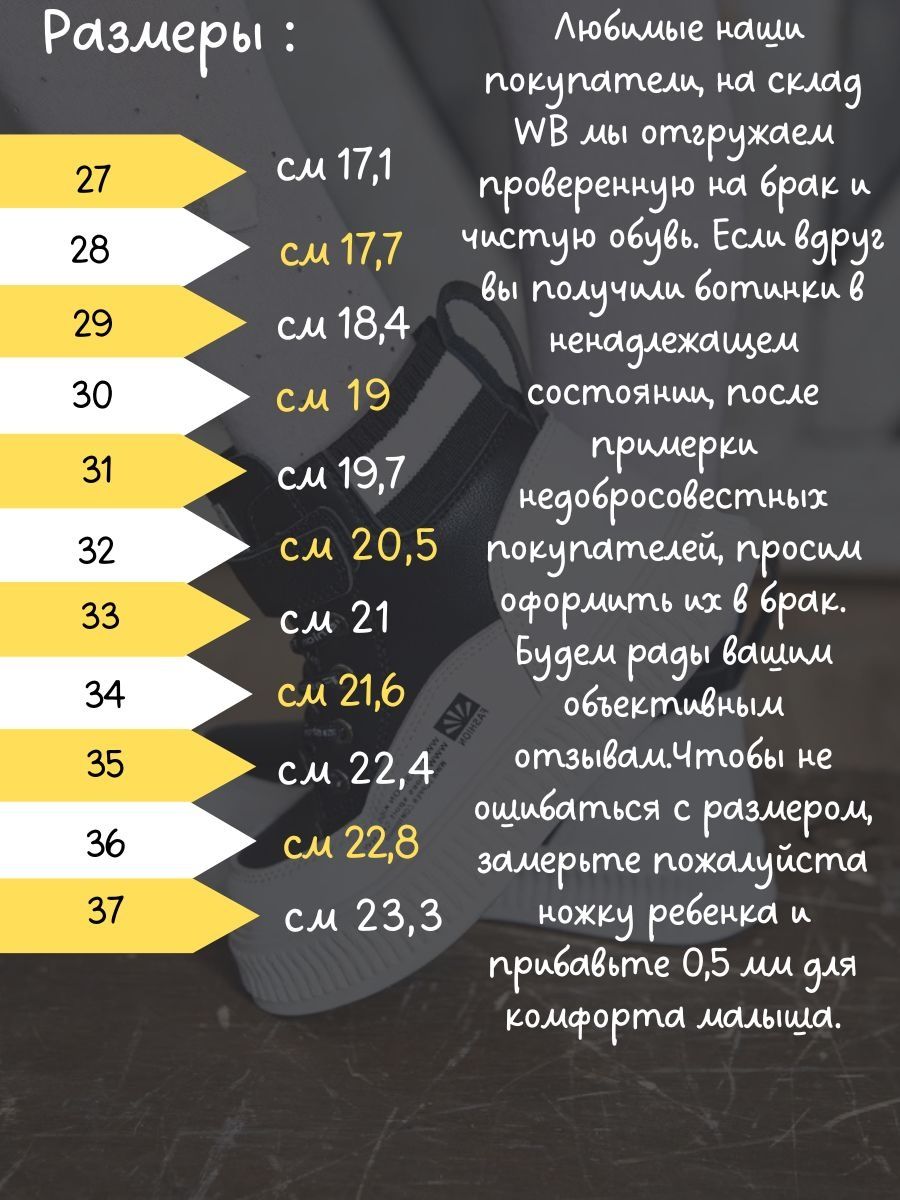 Размеры :
27 см 17,1
28 см 17,7
29 см 18,4
30 см 19
31 см 19,7
32 см 20,5
33 см 21
34 см 21,6
35 см 22,4
36 см 22,8
37 см 23,3
Любимые наши
покупатели, на склад
WB мы отгружаем
проверенную на брак и
чистую обувь. Если вдруг
вы получили ботинки в
ненадлежащем
состоянии, после
примерки
недобросовестных
покупателей, просим
оформить их в брак.
Будем рады вашим
объективным
отзывам.Чтобы не
ошибаться с размером,
замерьте пожалуйста
ножку ребенка и
прибавьте 0,5 мм для
комфорта малыша.
FASHION